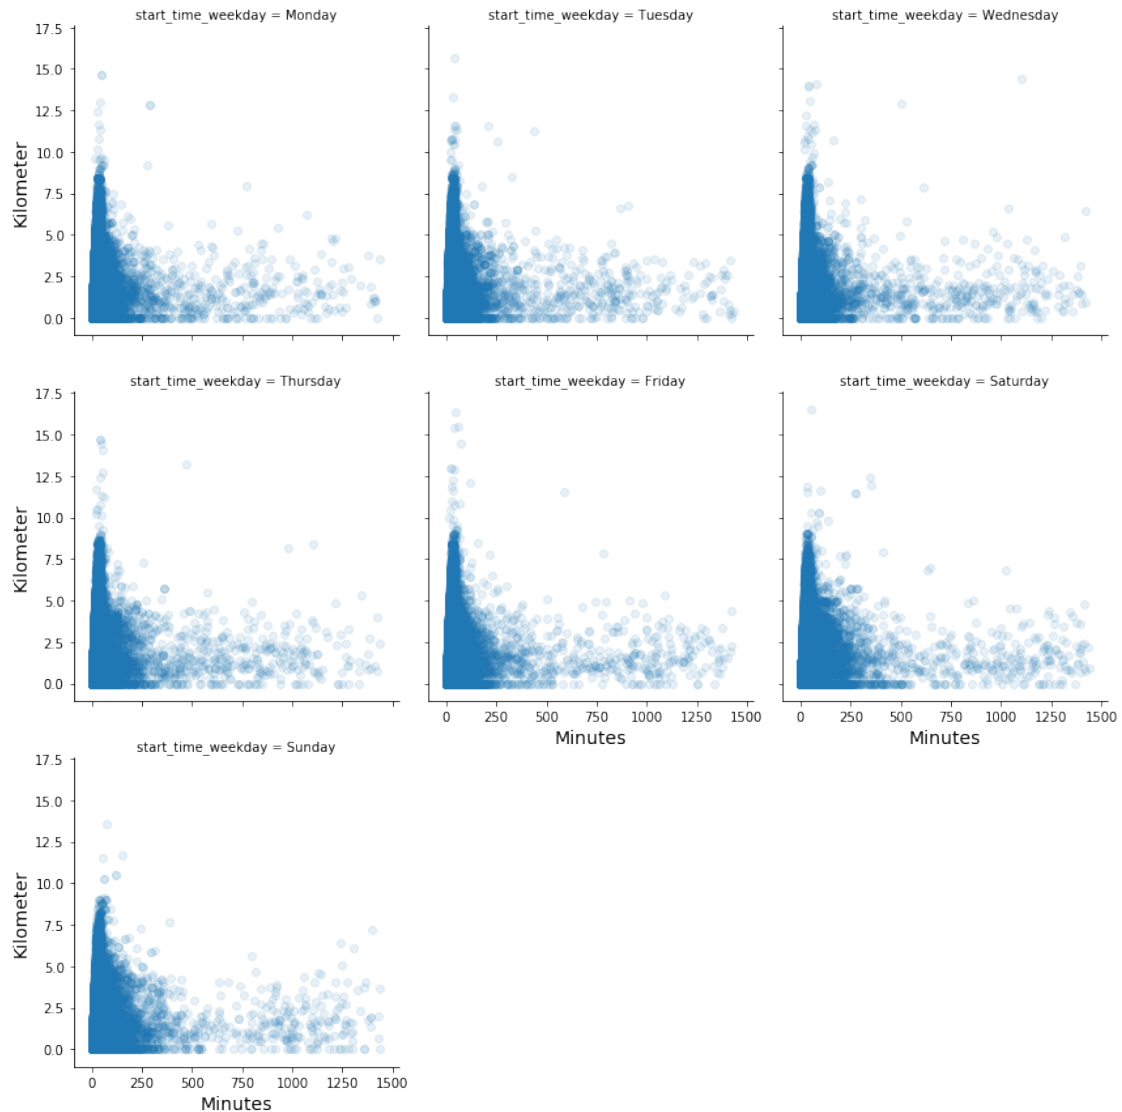 start_time_weekday = Monday
start_time_weekday = Tuesday
start_time_weekday = Wednesday
17.5
15.0
12.5
10.0
7.5
5.0
2.5
0.0
Kilometer
start_time_weekday = Thursday
start_time_weekday = Friday
start_time_weekday = Saturday
17.5
15.0
12.5
10.0
7.5
5.0
2.5
0.0
Kilometer
0 250 500 750 1000 1250 1500
Minutes
0 250 500 750 1000 1250 1500
Minutes
start_time_weekday = Sunday
17.5
15.0
12.5
10.0
7.5
5.0
2.5
0.0
Kilometer
0 250 500 750 1000 1250 1500
Minutes